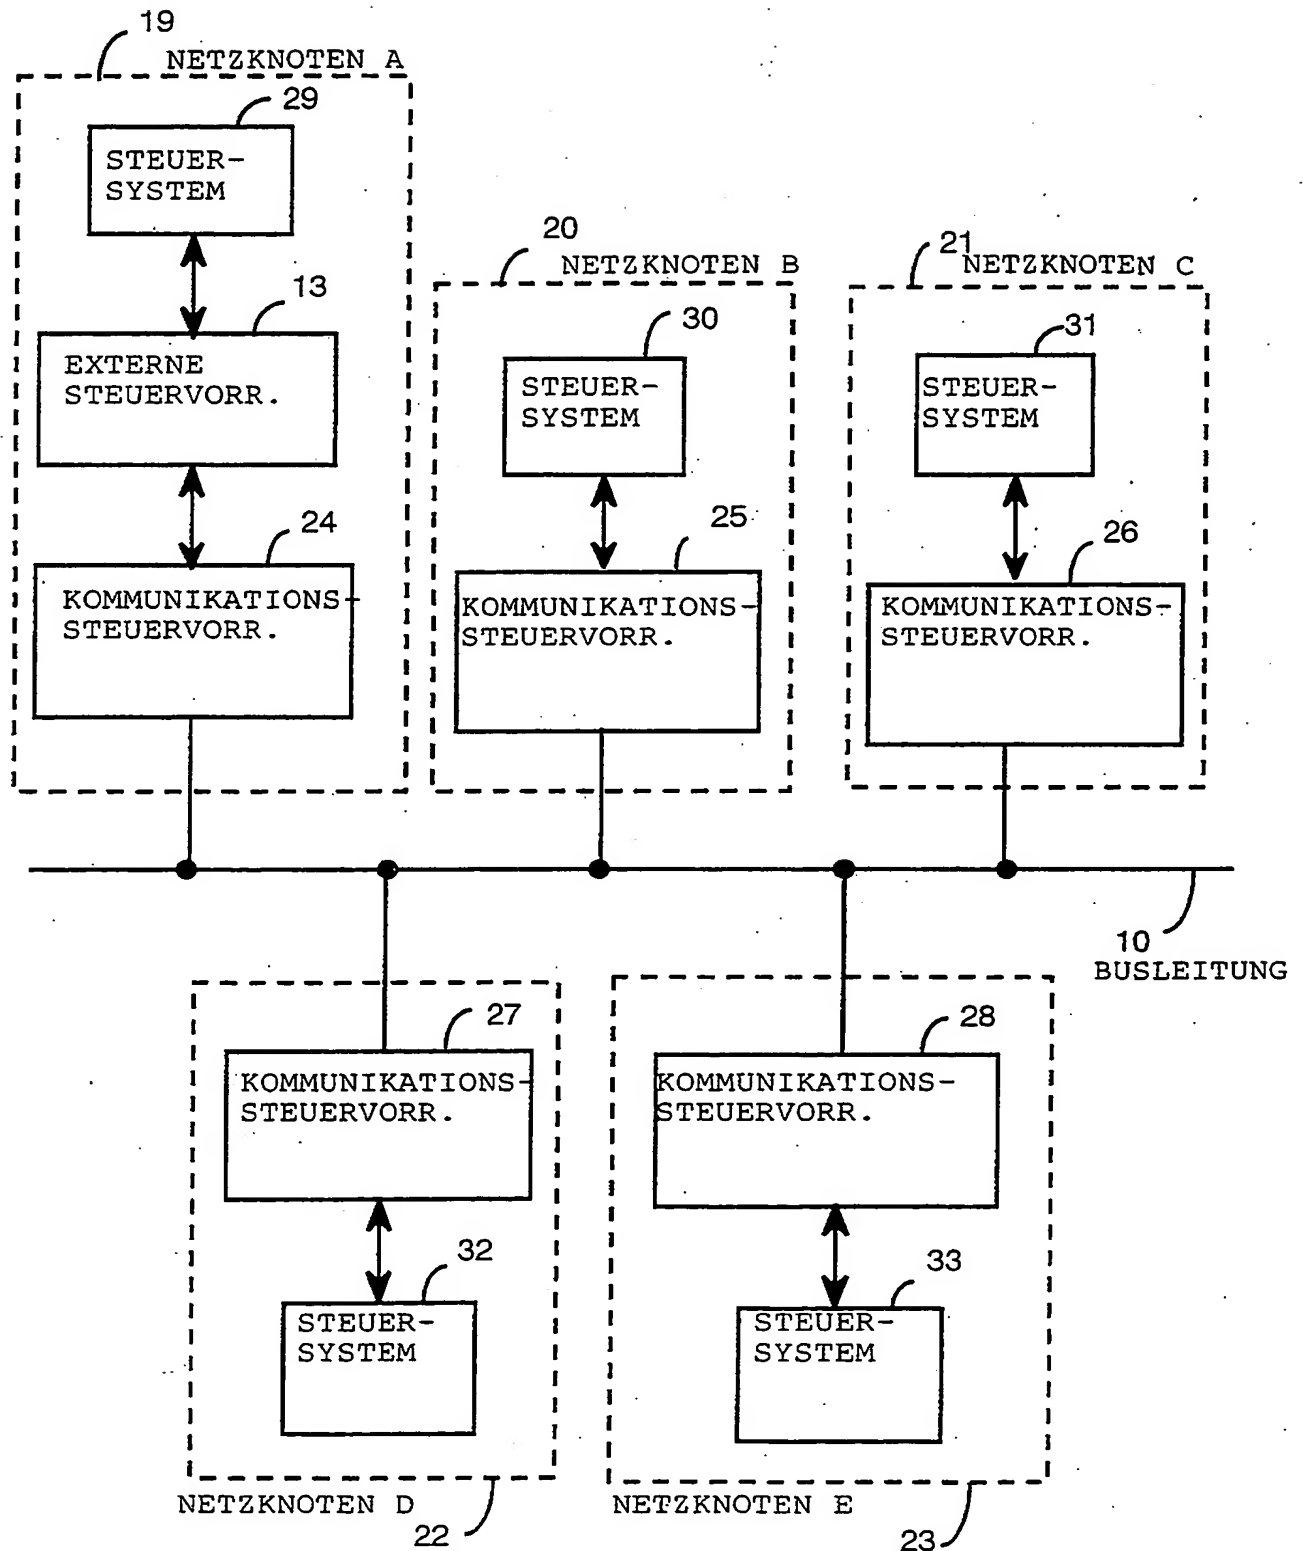 19
NETZKNOTEN A
29
STEUER-
SYSTEM
13
EXTERNE
STEUERVORR.
24
KOMMUNIKATIONS-
STEUERVORR.
20
NETZKNOTEN B
30
STEUER-
SYSTEM
25
KOMMUNIKATIONS-
STEUERVORR.
21
NETZKNOTEN C
31
STEUER-
SYSTEM
26
KOMMUNIKATIONS-
STEUERVORR.
10
BUSLEITUNG
27
KOMMUNIKATIONS-
STEUERVORR.
32
STEUER-
SYSTEM
NETZKNOTEN D
22
28
KOMMUNIKATIONS-
STEUERVORR.
33
STEUER-
SYSTEM
NETZKNOTEN E
23